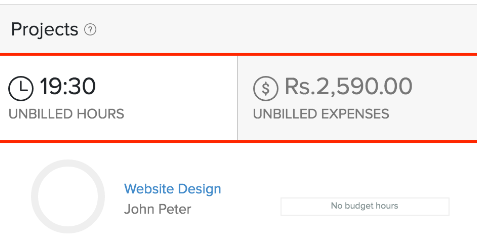 Projects ?
19:30
UNBILLED HOURS
$ Rs.2,590.00
UNBILLED EXPENSES
Website Design
John Peter
No budget hours